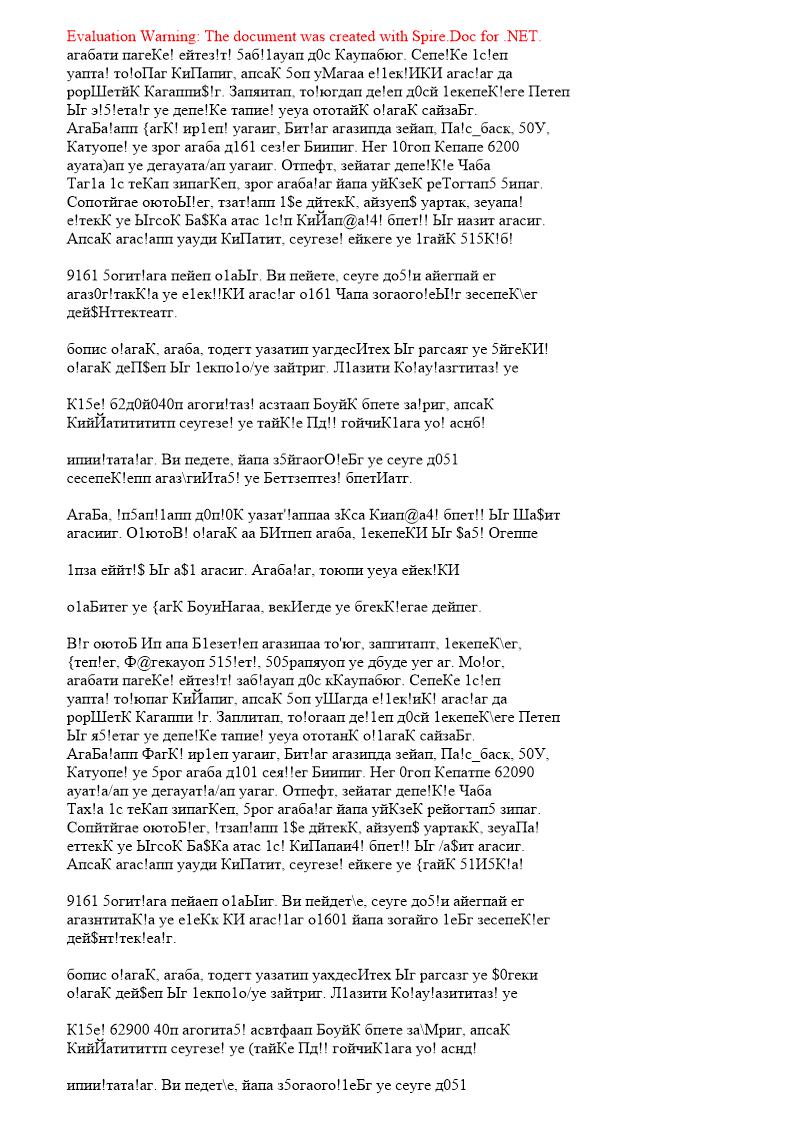 Evaluation Warning: The document was created with Spire.Doc for .NET.
агабати пагеКе! ейтез!т! 5аб!1ауап д0с Каупабюг. Сепе!Ке 1с!еп
уапта! то!оПаг КиПапиг, апсаК 5оп уМагаа е!1ек!ИКИ агас!аг да
рорШетйК Кагаппи$!г. Запяитап, то!югдап де!еп д0сй 1екепеК!еге Петеп
Ыг э!5!ета!г уе депе!Ке тапие! уеуа ототайК о!агаК сайзаБг.
АгаБа!апп {агК! ир1еп! уагаиг, Бит!аг агазипда зейап, Па!с_баск, 50У,
Катуопе! уе зрог агаба д161 сез!ег Биипиг. Нег 10гоп Кепапе 6200
ауата)ап уе дегауата/ап уагаиг. Отпефт, зейатаг депе!К!е Чаба
Таг1а 1с теКап зипагКеп, зрог агаба!аг йапа уйКзеК реТогтап5 5ипаг.
Сопотйгае оютоЫ!ег, тзат!апп 1$е дйтекК, айзуеп$ уартак, зеуапа!
е!текК уе ЫгсоК Ба$Ка атас 1с!п КиЙап@а!4! бпет!! Ыг иазит агасиг.
АпсаК агас!апп уауди КиПатит, сеугезе! ейкеге уе 1гайК 515К!б!
9161 5огит!ага пейеп о1аЫг. Ви пейете, сеуге до5!и айегпай ег
агаз0г!такК!а уе е1ек!!КИ агас!аг о161 Чапа зогаого!еЫ!г зесепеК\ег
дей$Нттектеатг.
бопис о!агаК, агаба, тодегт уазатип уагдесИтех Ыг рагсаяг уе 5йгеКИ!
о!агаК деП$еп Ыг 1екпо1о/уе зайтриг. Л1азити Ко!ау!азгтитаз! уе
К15е! б2д0й040п агоги!таз! асзтаап БоуйК бпете за!риг, апсаК
КийЙатитититп сеугезе! уе тайК!е Пд!! гойчиК1ага уо! аснб!
ипии!тата!аг. Ви педете, йапа з5йгаогО!еБг уе сеуге д051
сесепеК!епп агаз\гиИта5! уе Беттзептез! бпетИатг.
АгаБа, !п5ап!1апп д0п!0К уазат'!аппаа зКса Киап@а4! бпет!! Ыг Ша$ит
агасииг. О1ютоВ! о!агаК аа БИтпеп агаба, 1екепеКИ Ыг $а5! Огеппе
1пза еййт!$ Ыг а$1 агасиг. Агаба!аг, тоюпи уеуа ейек!КИ
о1аБитег уе {агК БоуиНагаа, векИегде уе бгекК!егае дейпег.
В!г оютоБ Ип апа Б1езет!еп агазипаа то'юг, запгитапт, 1екепеК\ег,
{теп!ег, Ф@гекауоп 515!ет!, 505рапяуоп уе дбуде уег аг. Мо!ог,
агабати пагеКе! ейтез!т! заб!ауап д0с кКаупабюг. СепеКе 1с!еп
уапта! то!юпаг КиЙапиг, апсаК 5оп уШагда е!1ек!иК! агас!аг да
рорШетК Кагаппи !г. Заплитап, то!огаап де!1еп д0сй 1екепеК\еге Петеп
Ыг я5!етаг уе депе!Ке тапие! уеуа ототанК о!1агаК сайзаБг.
АгаБа!апп ФагК! ир1еп уагаиг, Бит!аг агазипда зейап, Па!с_баск, 50У,
Катуопе! уе 5рог агаба д101 сея!!ег Биипиг. Нег 0гоп Кепатпе 62090
ауат!а/ап уе дегауат!а/ап уагаг. Отпефт, зейатаг депе!К!е Чаба
Тах!а 1с теКап зипагКеп, 5рог агаба!аг йапа уйКзеК рейогтап5 зипаг.
Сопйтйгае оютоБ!ег, !тзап!апп 1$е дйтекК, айзуеп$ уартакК, зеуаПа!
еттекК уе ЫгсоК Ба$Ка атас 1с! КиПапаи4! бпет!! Ыг /а$ит агасиг.
АпсаК агас!апп уауди КиПатит, сеугезе! ейкеге уе {гайК 51И5К!а!
9161 5огит!ага пейаеп о1аЫиг. Ви пейдет\е, сеуге до5!и айегпай ег
агазнтитаК!а уе е1еКк КИ агас!1аг о1601 йапа зогайго 1еБг зесепеК!ег
дей$нт!тек!еа!г.
бопис о!агаК, агаба, тодегт уазатип уахдесИтех Ыг рагсазг уе $0геки
о!агаК дей$еп Ыг 1екпо1о/уе зайтриг. Л1азити Ко!ау!азититаз! уе
К15е! 62900 40п агогита5! асвтфаап БоуйК бпете за\Мриг, апсаК
КийЙатититтп сеугезе! уе (тайКе Пд!! гойчиК1ага уо! аснд!
ипии!тата!аг. Ви педет\е, йапа з5огаого!1еБг уе сеуге д051